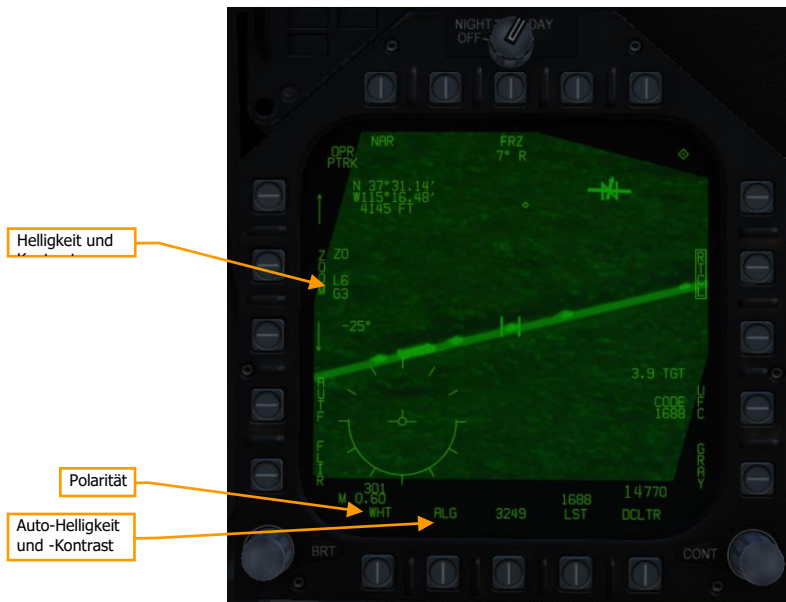 NIGHT DAY
OFF
NAR
FRZ
7° R
OPR
PTRK
N 37°31.14'
W115°16.48'
4145 FT
Helligkeit und
ZOOM
Z0
L6
G3
RTCL
-25°
3.9 TGT
CODE
1688
UFC
AUTF
FLIR
GRAY
Polarität
301
M 0.60
WHT
ALG
3249
1688
LST
14770
DCLTR
Auto-Helligkeit
und -Kontrast
BRT
CONT